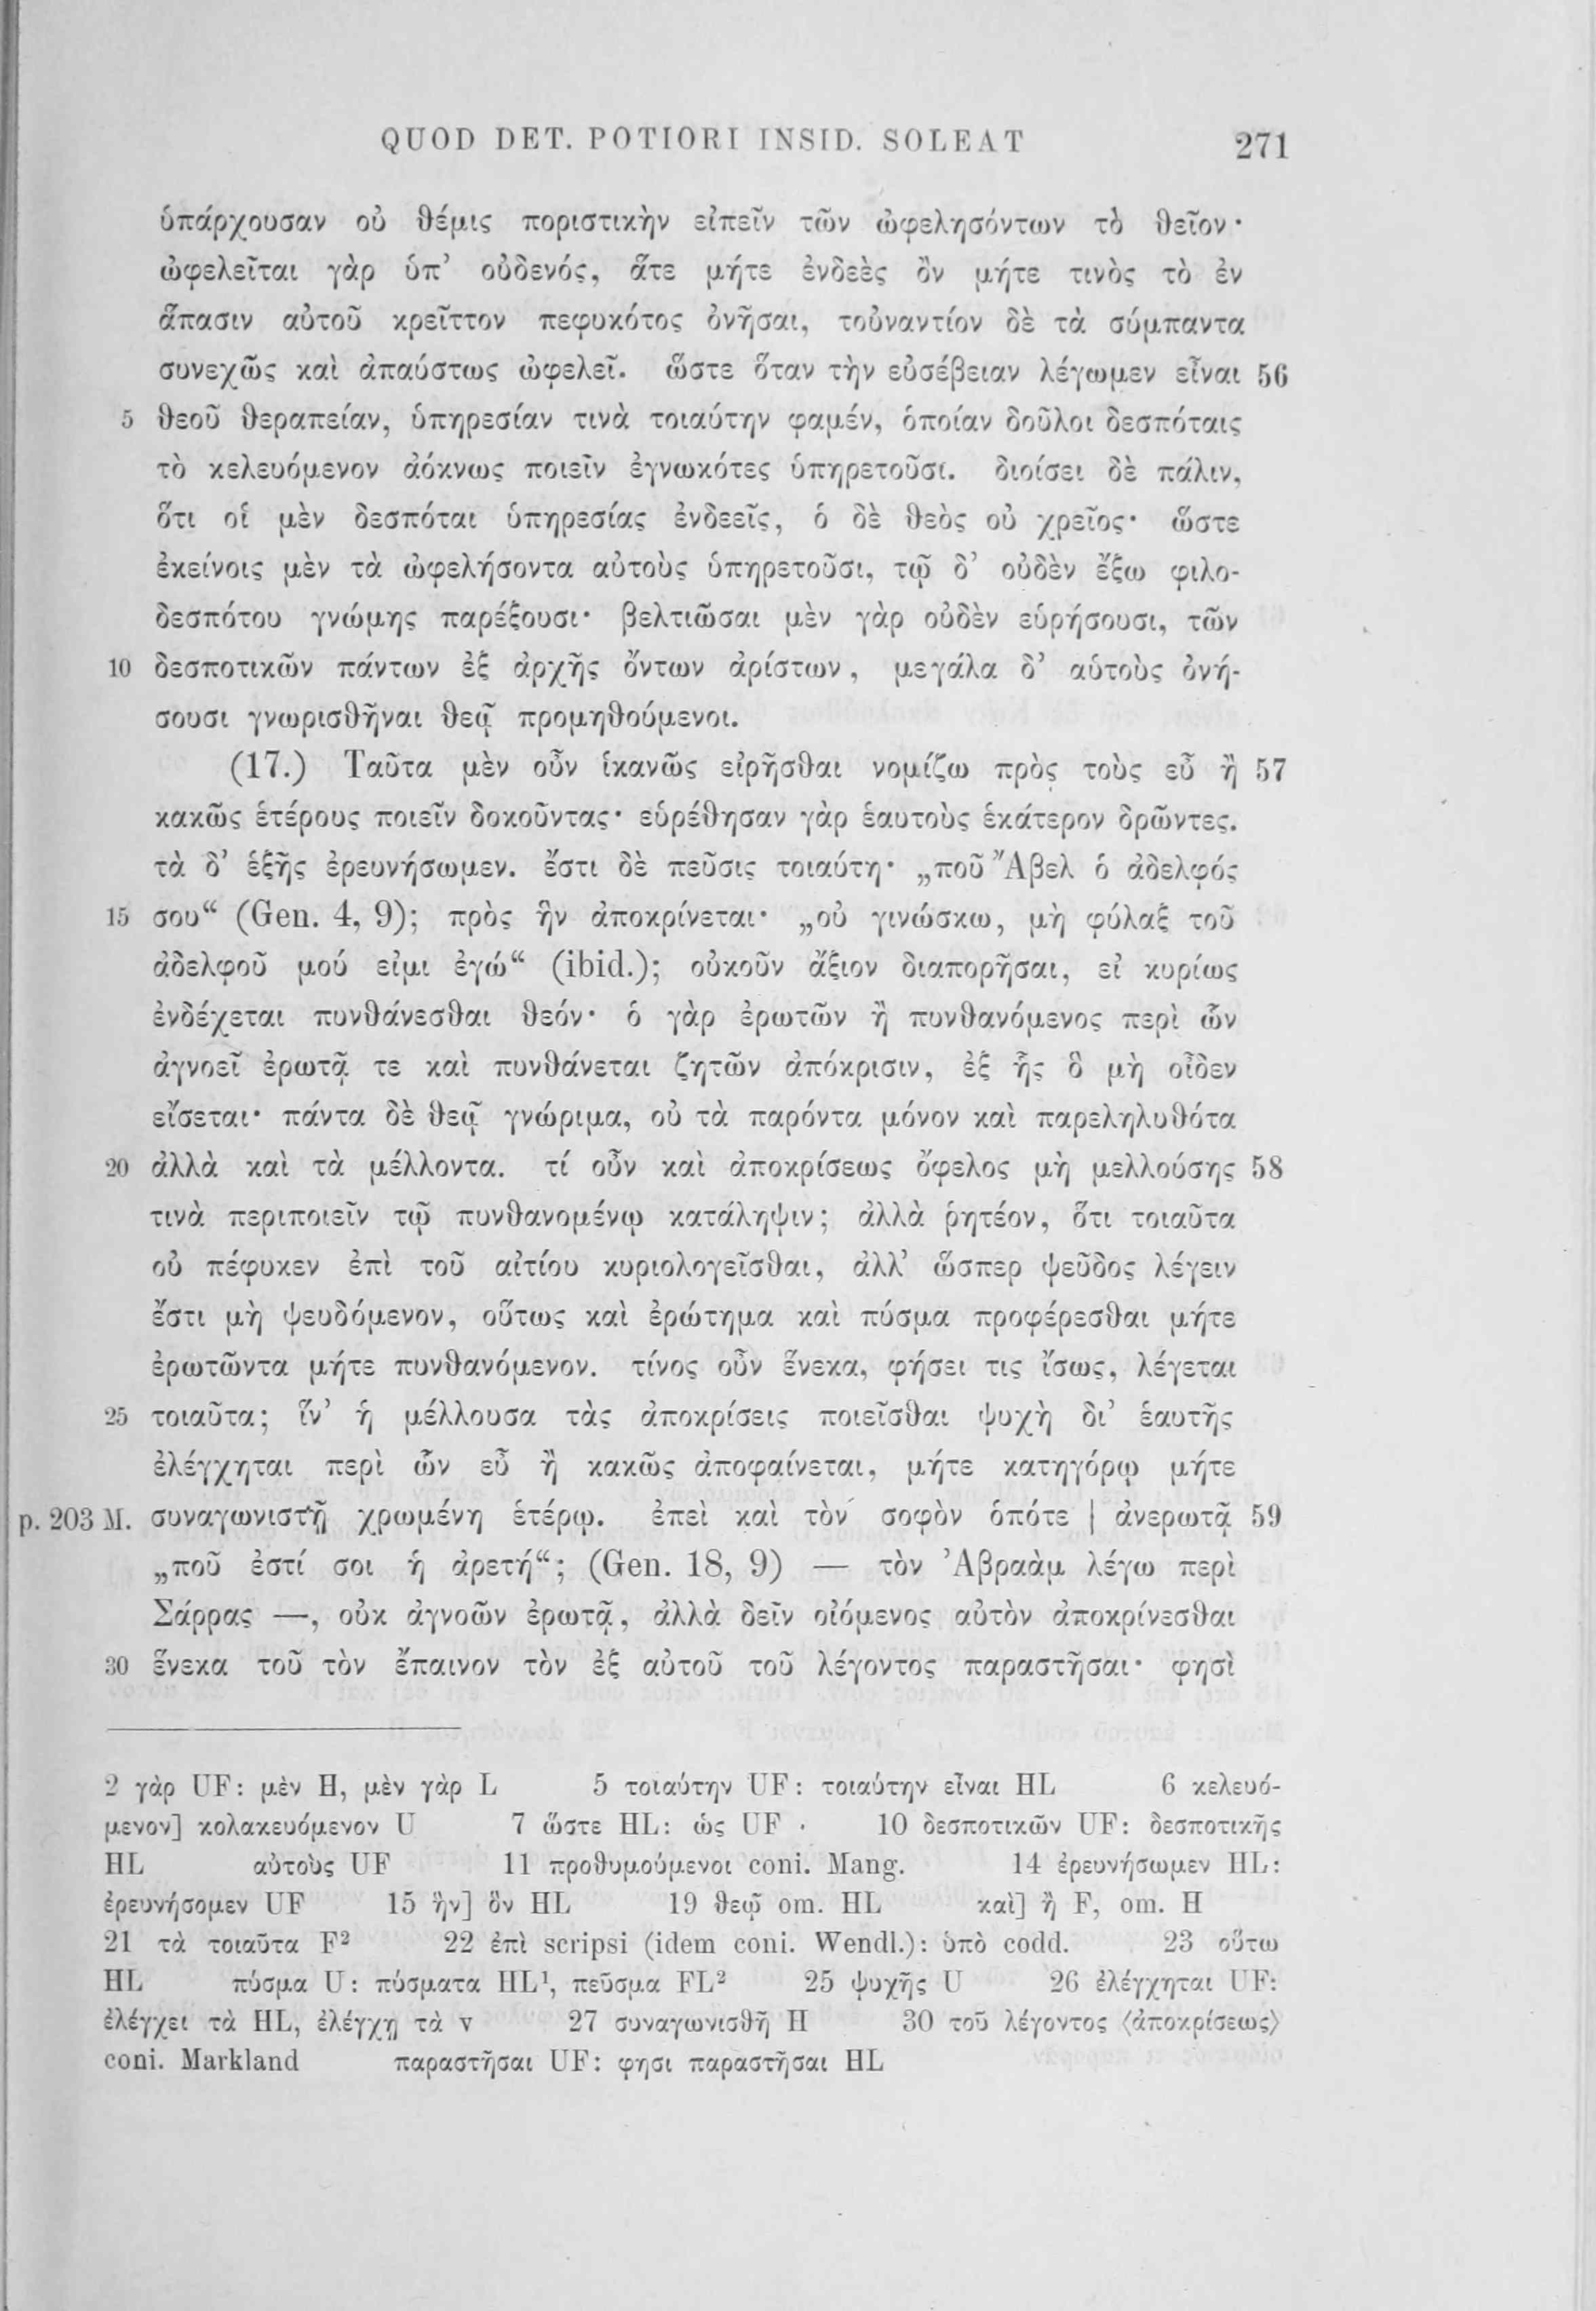 QUOD DET. POTIORI INSID. SOLEAT 271
ὑπάρχουσαν οὐ θέμις ποριστικὴν εἰπεῖν τῶν ὠφελησόντων τὸ θεῖον·
ὠφελεῖται γὰρ ὑπ’ οὐδενός, ἅτε μήτε ἐνδεὲς ὂν μήτε τινὸς τὸ ἐν
ἅπασιν αὐτοῦ κρεῖττον πεφυκότος ὀνῆσαι, τοὐναντίον δὲ τὰ σύμπαντα
συνεχῶς καὶ ἀπαύστως ὠφελεῖ. ὥστε ὅταν τὴν εὐσέβειαν λέγωμεν εἶναι 56
5 θεοῦ θεραπείαν, ὑπηρεσίαν τινὰ τοιαύτην φαμέν, ὁποίαν δοῦλοι δεσπόταις
τὸ κελευόμενον ἀόκνως ποιεῖν ἐγνωκότες ὑπηρετοῦσι. διοίσει δὲ πάλιν,
ὅτι οἱ μὲν δεσπόται ὑπηρεσίας ἐνδεεῖς, ὁ δὲ θεὸς οὐ χρεῖος· ὥστε
ἐκείνοις μὲν τὰ ὠφελήσοντα αὐτοὺς ὑπηρετοῦσι, τῷ δ’ οὐδὲν ἔξω φιλο-
δεσπότου γνώμης παρέξουσι· βελτιῶσαι μὲν γὰρ οὐδὲν εὑρήσουσι, τῶν
10 δεσποτικῶν πάντων ἐξ ἀρχῆς ὄντων ἀρίστων, μεγάλα δ’ αὑτοὺς ὀνή-
σουσι γνωρισθῆναι θεῷ προμηθούμενοι.
(17.) Ταῦτα μὲν οὖν ἱκανῶς εἰρῆσθαι νομίζω πρὸς τοὺς εὖ ἢ 57
κακῶς ἑτέρους ποιεῖν δοκοῦντας· εὑρέθησαν γὰρ ἑαυτοὺς ἑκάτερον δρῶντες.
τὰ δ’ ἑξῆς ἐρευνήσωμεν. ἔστι δὲ πεῦσις τοιαύτη· „ποῦ Ἄβελ ὁ ἀδελφός
15 σου“ (Gen. 4, 9); πρὸς ἣν ἀποκρίνεται· „οὐ γινώσκω, μὴ φύλαξ τοῦ
ἀδελφοῦ μού εἰμι ἐγώ“ (ibid.); οὐκοῦν ἄξιον διαπορῆσαι, εἰ κυρίως
ἐνδέχεται πυνθάνεσθαι θεόν· ὁ γὰρ ἐρωτῶν ἢ πυνθανόμενος περὶ ὧν
ἀγνοεῖ ἐρωτᾷ τε καὶ πυνθάνεται ζητῶν ἀπόκρισιν, ἐξ ἧς ὃ μὴ οἶδεν
εἴσεται· πάντα δὲ θεῷ γνώριμα, οὐ τὰ παρόντα μόνον καὶ παρεληλυθότα
20 ἀλλὰ καὶ τὰ μέλλοντα. τί οὖν καὶ ἀποκρίσεως ὄφελος μὴ μελλούσης 58
τινὰ περιποιεῖν τῷ πυνθανομένῳ κατάληψιν; ἀλλὰ ῥητέον, ὅτι τοιαῦτα
οὐ πέφυκεν ἐπὶ τοῦ αἰτίου κυριολογεῖσθαι, ἀλλ’ ὥσπερ ψεῦδος λέγειν
ἔστι μὴ ψευδόμενον, οὕτως καὶ ἐρώτημα καὶ πύσμα προφέρεσθαι μήτε
ἐρωτῶντα μήτε πυνθανόμενον. τίνος οὖν ἕνεκα, φήσει τις ἴσως, λέγεται
25 τοιαῦτα; ἵν’ ἡ μέλλουσα τὰς ἀποκρίσεις ποιεῖσθαι ψυχὴ δι’ ἑαυτῆς
ἐλέγχηται περὶ ὧν εὖ ἢ κακῶς ἀποφαίνεται, μήτε κατηγόρῳ μήτε
p. 203 M. συναγωνιστῇ χρωμένη ἑτέρῳ. ἐπεὶ καὶ τὸν σοφὸν ὁπότε | ἀνερωτᾷ 59
„ποῦ ἐστί σοι ἡ ἀρετή“; (Gen. 18, 9) — τὸν Ἀβραὰμ λέγω περὶ
Σάρρας —, οὐκ ἀγνοῶν ἐρωτᾷ, ἀλλὰ δεῖν οἰόμενος αὐτὸν ἀποκρίνεσθαι
30 ἕνεκα τοῦ τὸν ἔπαινον τὸν ἐξ αὐτοῦ τοῦ λέγοντος παραστῆσαι· φησὶ
2 γὰρ UF: μὲν H, μὲν γὰρ L 5 τοιαύτην UF: τοιαύτην εἶναι HL 6 κελευό-
μενον] κολακευόμενον U 7 ὥστε HL: ὡς UF 10 δεσποτικῶν UF: δεσποτικῆς
HL αὐτοὺς UF 11 προθυμούμενοι coni. Mang. 14 ἐρευνήσωμεν HL:
ἐρευνήσομεν UF 15 ἣν] ὃν HL 19 θεῷ om. HL καὶ] ἢ F, om. H
21 τὰ τοιαῦτα F² 22 ἐπὶ scripsi (idem coni. Wendl.): ὑπὸ codd. 23 οὕτω
HL πύσμα U: πύσματα HL¹, πεῦσμα FL² 25 ψυχῆς U 26 ἐλέγχηται UF:
ἐλέγχει τὰ HL, ἐλέγχῃ τὰ v 27 συναγωνισθῆ H 30 τοῦ λέγοντος ⟨ἀποκρίσεως⟩
coni. Markland παραστῆσαι UF: φησι παραστῆσαι HL